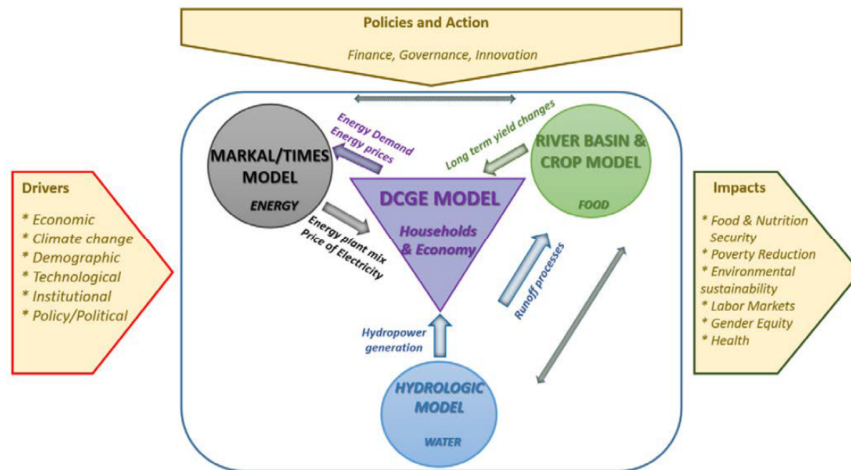 Policies and Action
Finance, Governance, Innovation
Drivers
* Economic
* Climate change
* Demographic
* Technological
* Institutional
* Policy/Political
MARKAL/TIMES
MODEL
ENERGY
Energy Demand
Energy prices
Energy plant mix
Price of Electricity
Long term yield changes
RIVER BASIN &
CROP MODEL
FOOD
DCGE MODEL
Households
& Economy
Runoff processes
Hydropower
generation
HYDROLOGIC
MODEL
WATER
Impacts
* Food & Nutrition
Security
* Poverty Reduction
* Environmental
sustainability
* Labor Markets
* Gender Equity
* Health